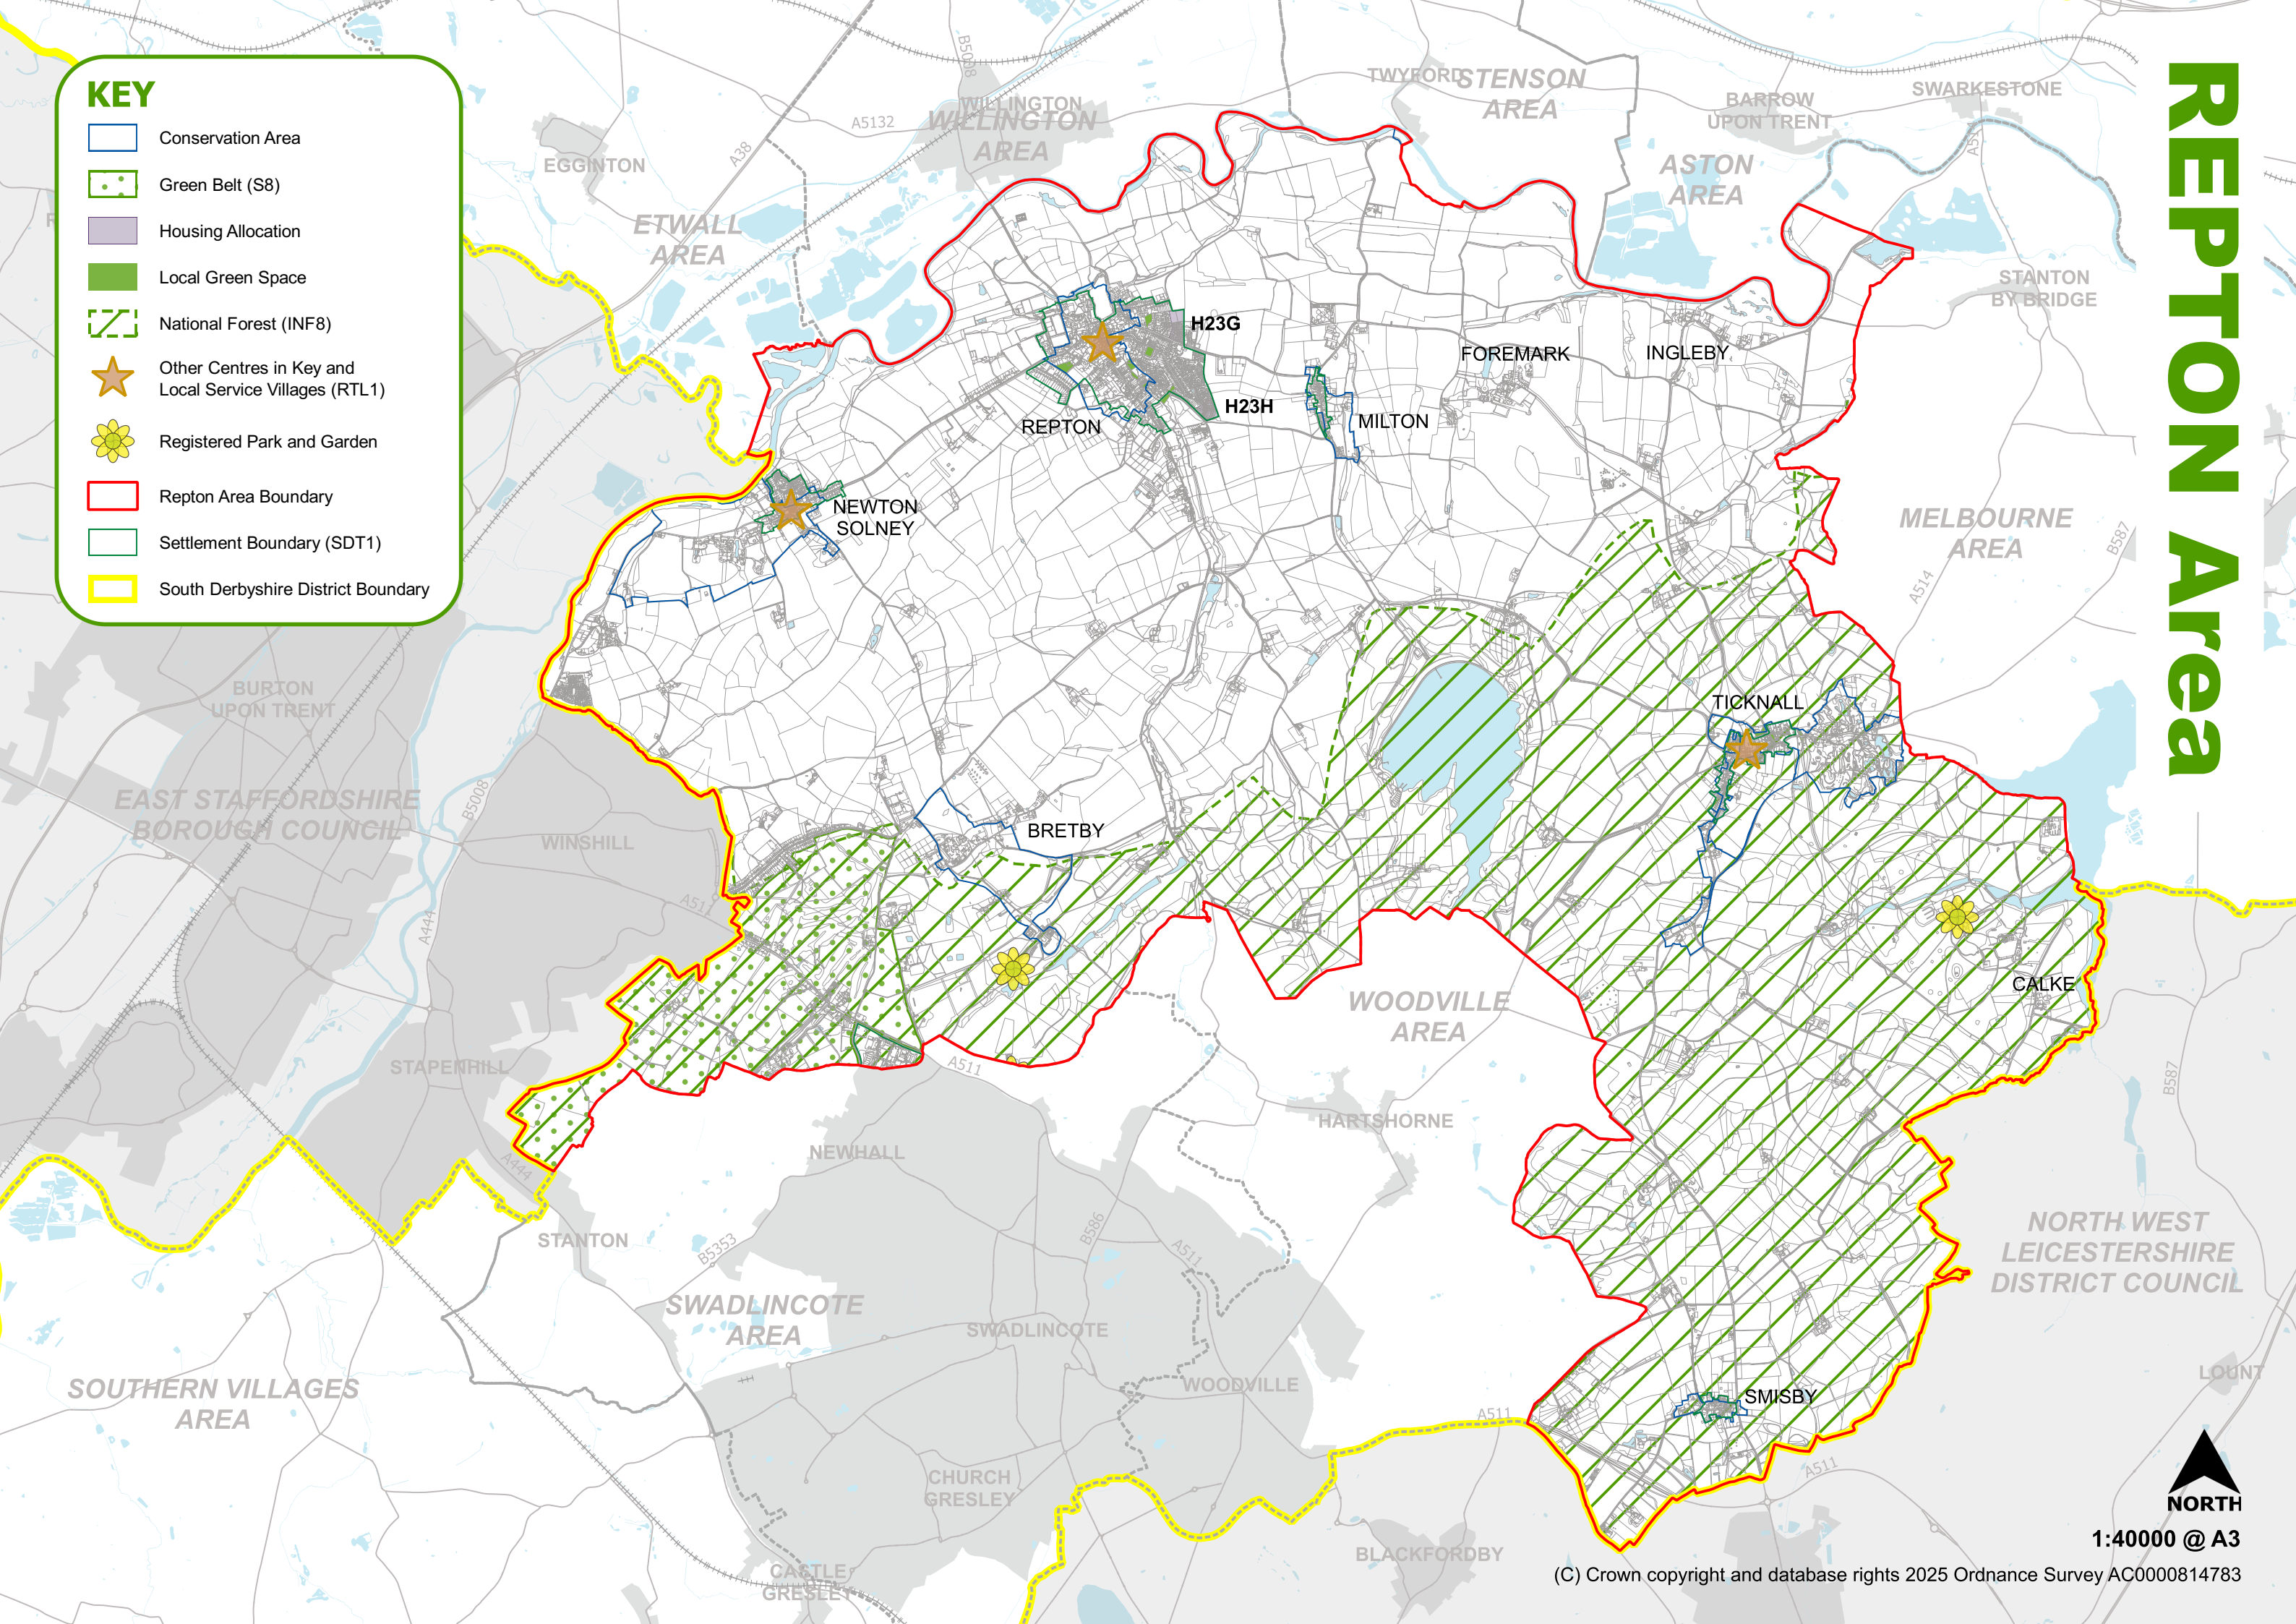 REPTON Area
KEY
Conservation Area
Green Belt (S8)
Housing Allocation
Local Green Space
National Forest (INF8)
Other Centres in Key and
Local Service Villages (RTL1)
Registered Park and Garden
Repton Area Boundary
Settlement Boundary (SDT1)
South Derbyshire District Boundary
B5008
WILLINGTON
WILLINGTON
AREA
A5132
A38
EGGINTON
ETWALL
AREA
TWYFORD
STENSON
AREA
BARROW
UPON TRENT
SWARKESTONE
A514
ASTON
AREA
STANTON
BY BRIDGE
H23G
H23H
REPTON
MILTON
FOREMARK
INGLEBY
NEWTON
SOLNEY
MELBOURNE
AREA
B587
A514
BURTON
UPON TRENT
EAST STAFFORDSHIRE
BOROUGH COUNCIL
B5008
WINSHILL
A511
A444
TICKNALL
BRETBY
CALKE
WOODVILLE
AREA
STAPENHILL
A511
HARTSHORNE
B587
NEWHALL
A444
STANTON
B5353
B586
A511
NORTH WEST
LEICESTERSHIRE
DISTRICT COUNCIL
SWADLINCOTE
AREA
SWADLINCOTE
WOODVILLE
SOUTHERN VILLAGES
AREA
LOUNT
SMISBY
A511
A511
CHURCH
GRESLEY
CASTLE
GRESLEY
BLACKFORDBY
NORTH
1:40000 @ A3
(C) Crown copyright and database rights 2025 Ordnance Survey AC0000814783